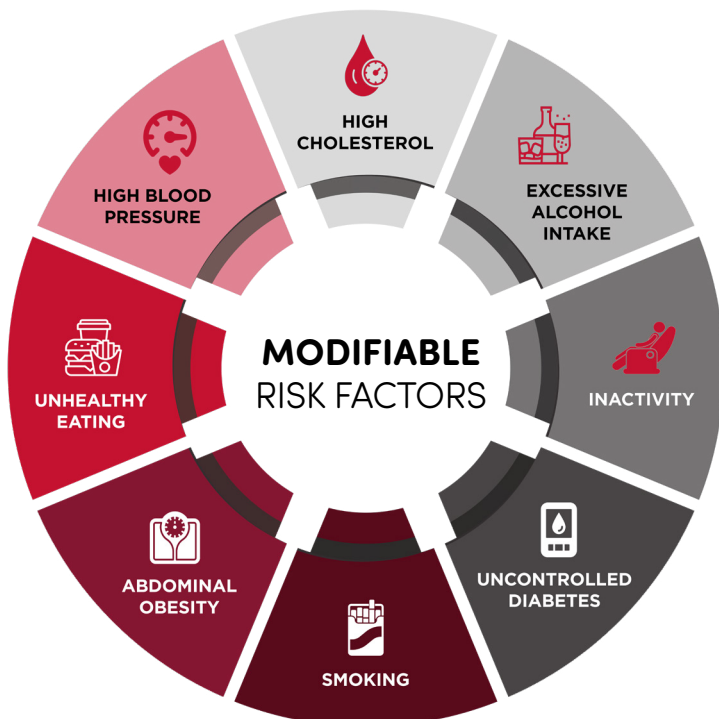 MODIFIABLE
RISK FACTORS
HIGH
CHOLESTEROL
EXCESSIVE
ALCOHOL
INTAKE
INACTIVITY
UNCONTROLLED
DIABETES
SMOKING
ABDOMINAL
OBESITY
UNHEALTHY
EATING
HIGH BLOOD
PRESSURE